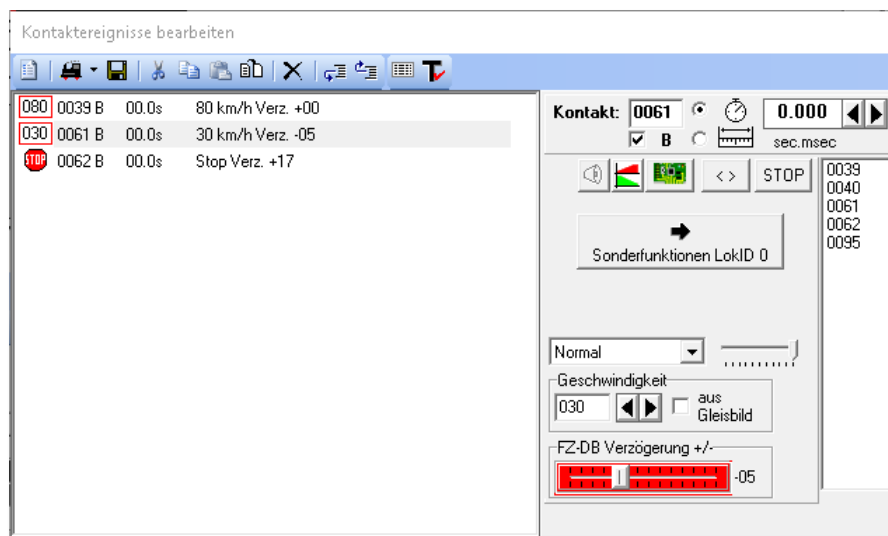 Kontaktereignisse bearbeiten
080 0039 B 00.0s 80 km/h Verz. +00
030 0061 B 00.0s 30 km/h Verz. -05
STOP 0062 B 00.0s Stop Verz. +17
Kontakt: 0061 0.000
B sec.msec
< > STOP
0039
0040
0061
0062
0095
Sonderfunktionen LokID 0
Normal
Geschwindigkeit
030 aus
Gleisbild
FZ-DB Verzögerung +/-
-05